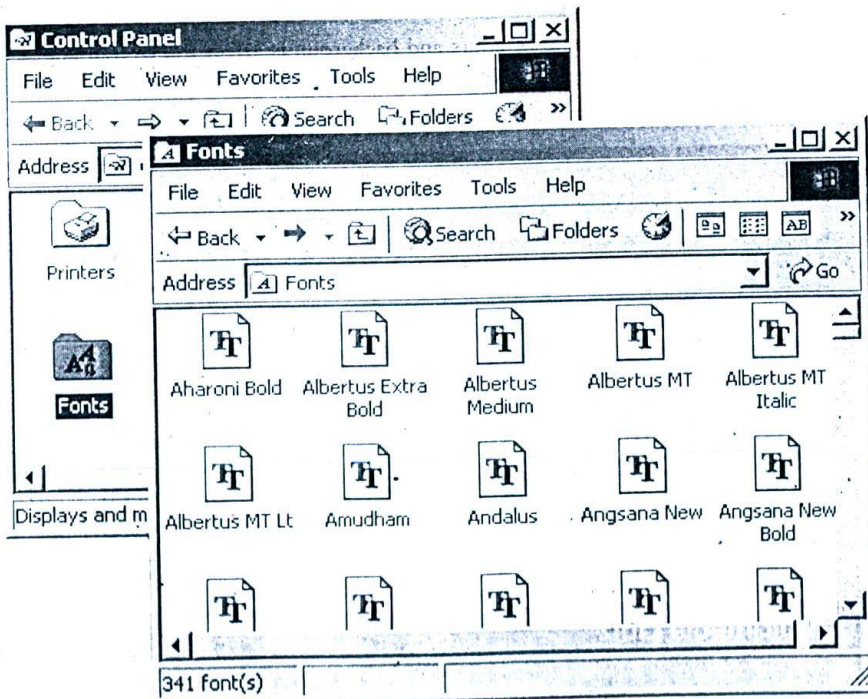 Control Panel
File Edit View Favorites Tools Help
Back Search Folders »
Address
Printers
Fonts
Displays and m
Fonts
File Edit View Favorites Tools Help
Back Search Folders »
Address Fonts Go
Aharoni Bold Albertus Extra Bold Albertus Medium Albertus MT Albertus MT Italic
Albertus MT Lt Amudham Andalus Angsana New Angsana New Bold
341 font(s)